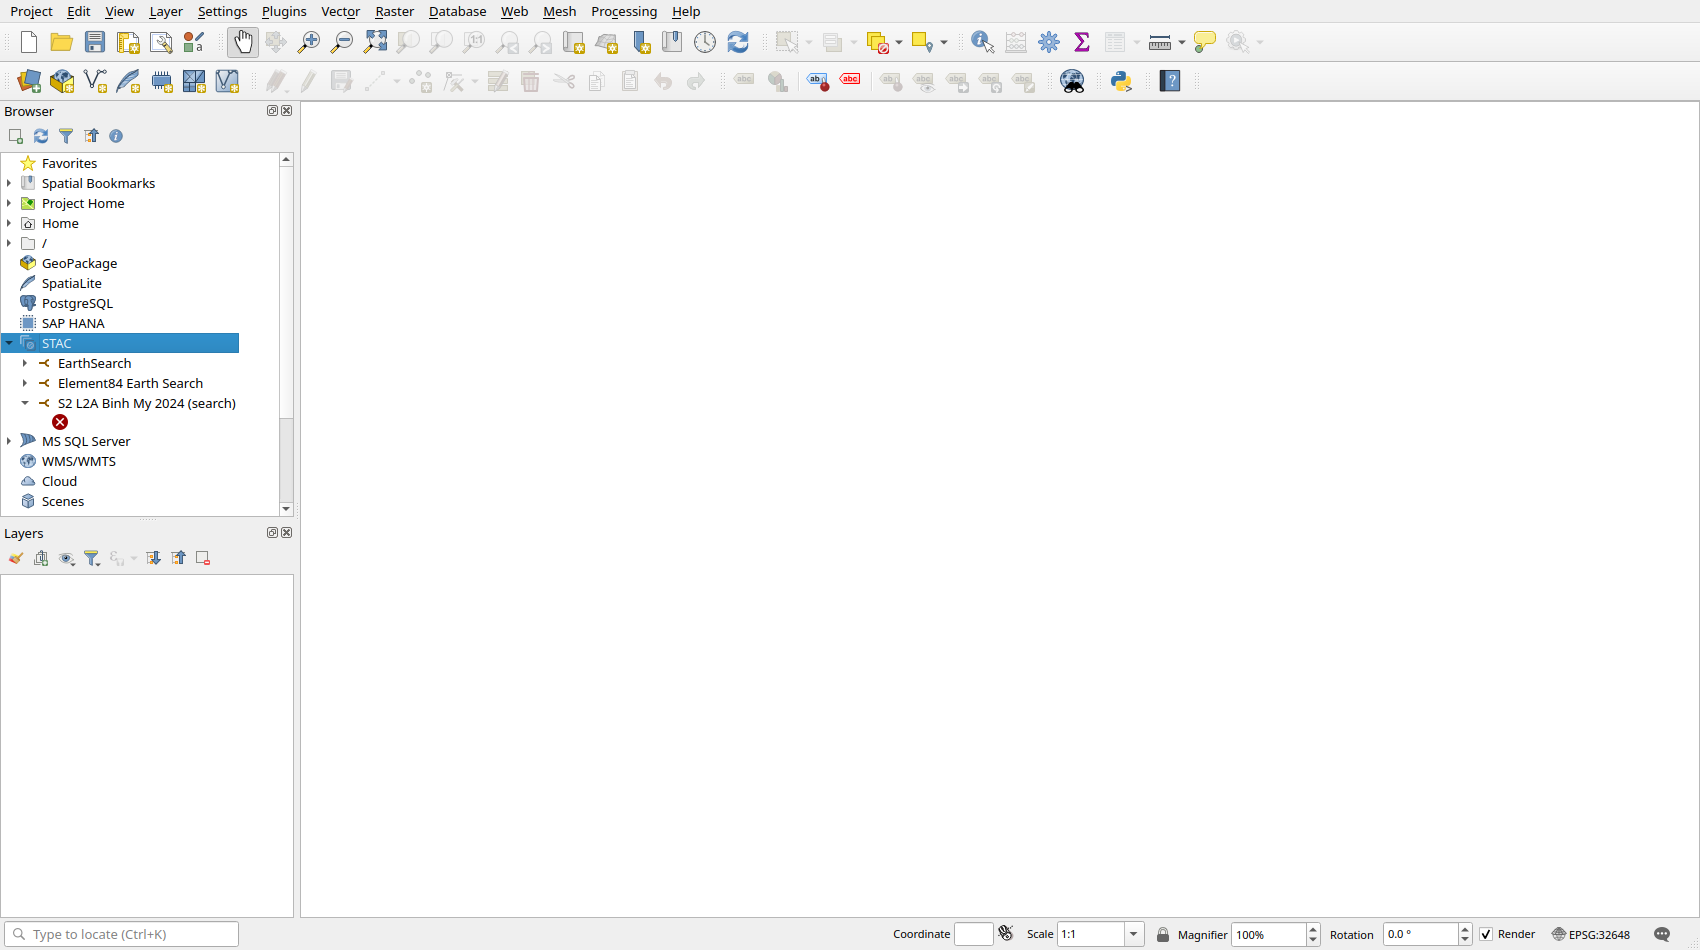 Project Edit View Layer Settings Plugins Vector Raster Database Web Mesh Processing Help
Browser
Favorites
Spatial Bookmarks
Project Home
Home
/
GeoPackage
SpatiaLite
PostgreSQL
SAP HANA
STAC
EarthSearch
Element84 Earth Search
S2 L2A Binh My 2024 (search)
MS SQL Server
WMS/WMTS
Cloud
Scenes
Layers
Type to locate (Ctrl+K)
Coordinate Scale 1:1 Magnifier 100% Rotation 0.0 ° Render EPSG:32648